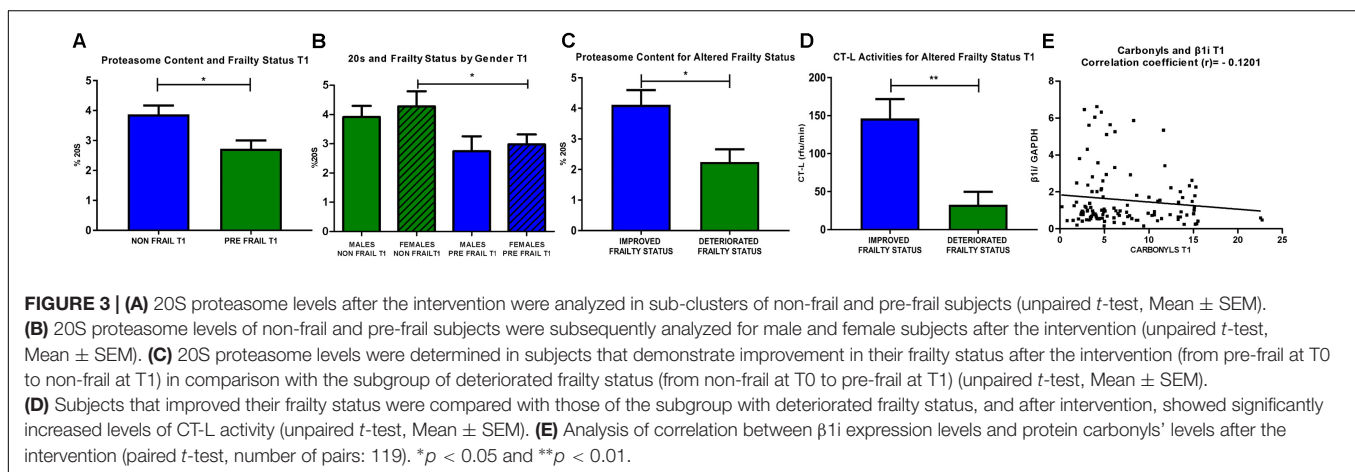 A
Proteasome Content and Frailty Status T1
*
% 20S
5
4
3
2
1
0
NON FRAIL T1
PRE FRAIL T1
B
20s and Frailty Status by Gender T1
*
%20S
6
5
4
3
2
1
0
MALES NON FRAIL T1
FEMALES NON FRAILT1
MALES PRE FRAIL T1
FEMALES PRE FRAIL T1
C
Proteasome Content for Altered Frailty Status
*
% 20S
5
4
3
2
1
0
IMPROVED FRAILTY STATUS
DETERIORATED FRAILTY STATUS
D
CT-L Activities for Altered Frailty Status T1
**
CT-L (rfu/min)
200
150
100
50
0
IMPROVED FRAILTY STATUS
DETERIORATED FRAILTY STATUS
E
Carbonyls and β1i T1
Correlation coefficient (r)= - 0.1201
β1i/ GAPDH
8
6
4
2
0
0 5 10 15 20 25
CARBONYLS T1
FIGURE 3 | (A) 20S proteasome levels after the intervention were analyzed in sub-clusters of non-frail and pre-frail subjects (unpaired t-test, Mean ± SEM).
(B) 20S proteasome levels of non-frail and pre-frail subjects were subsequently analyzed for male and female subjects after the intervention (unpaired t-test,
Mean ± SEM). (C) 20S proteasome levels were determined in subjects that demonstrate improvement in their frailty status after the intervention (from pre-frail at T0
to non-frail at T1) in comparison with the subgroup of deteriorated frailty status (from non-frail at T0 to pre-frail at T1) (unpaired t-test, Mean ± SEM).
(D) Subjects that improved their frailty status were compared with those of the subgroup with deteriorated frailty status, and after intervention, showed significantly
increased levels of CT-L activity (unpaired t-test, Mean ± SEM). (E) Analysis of correlation between β1i expression levels and protein carbonyls' levels after the
intervention (paired t-test, number of pairs: 119). *p < 0.05 and **p < 0.01.